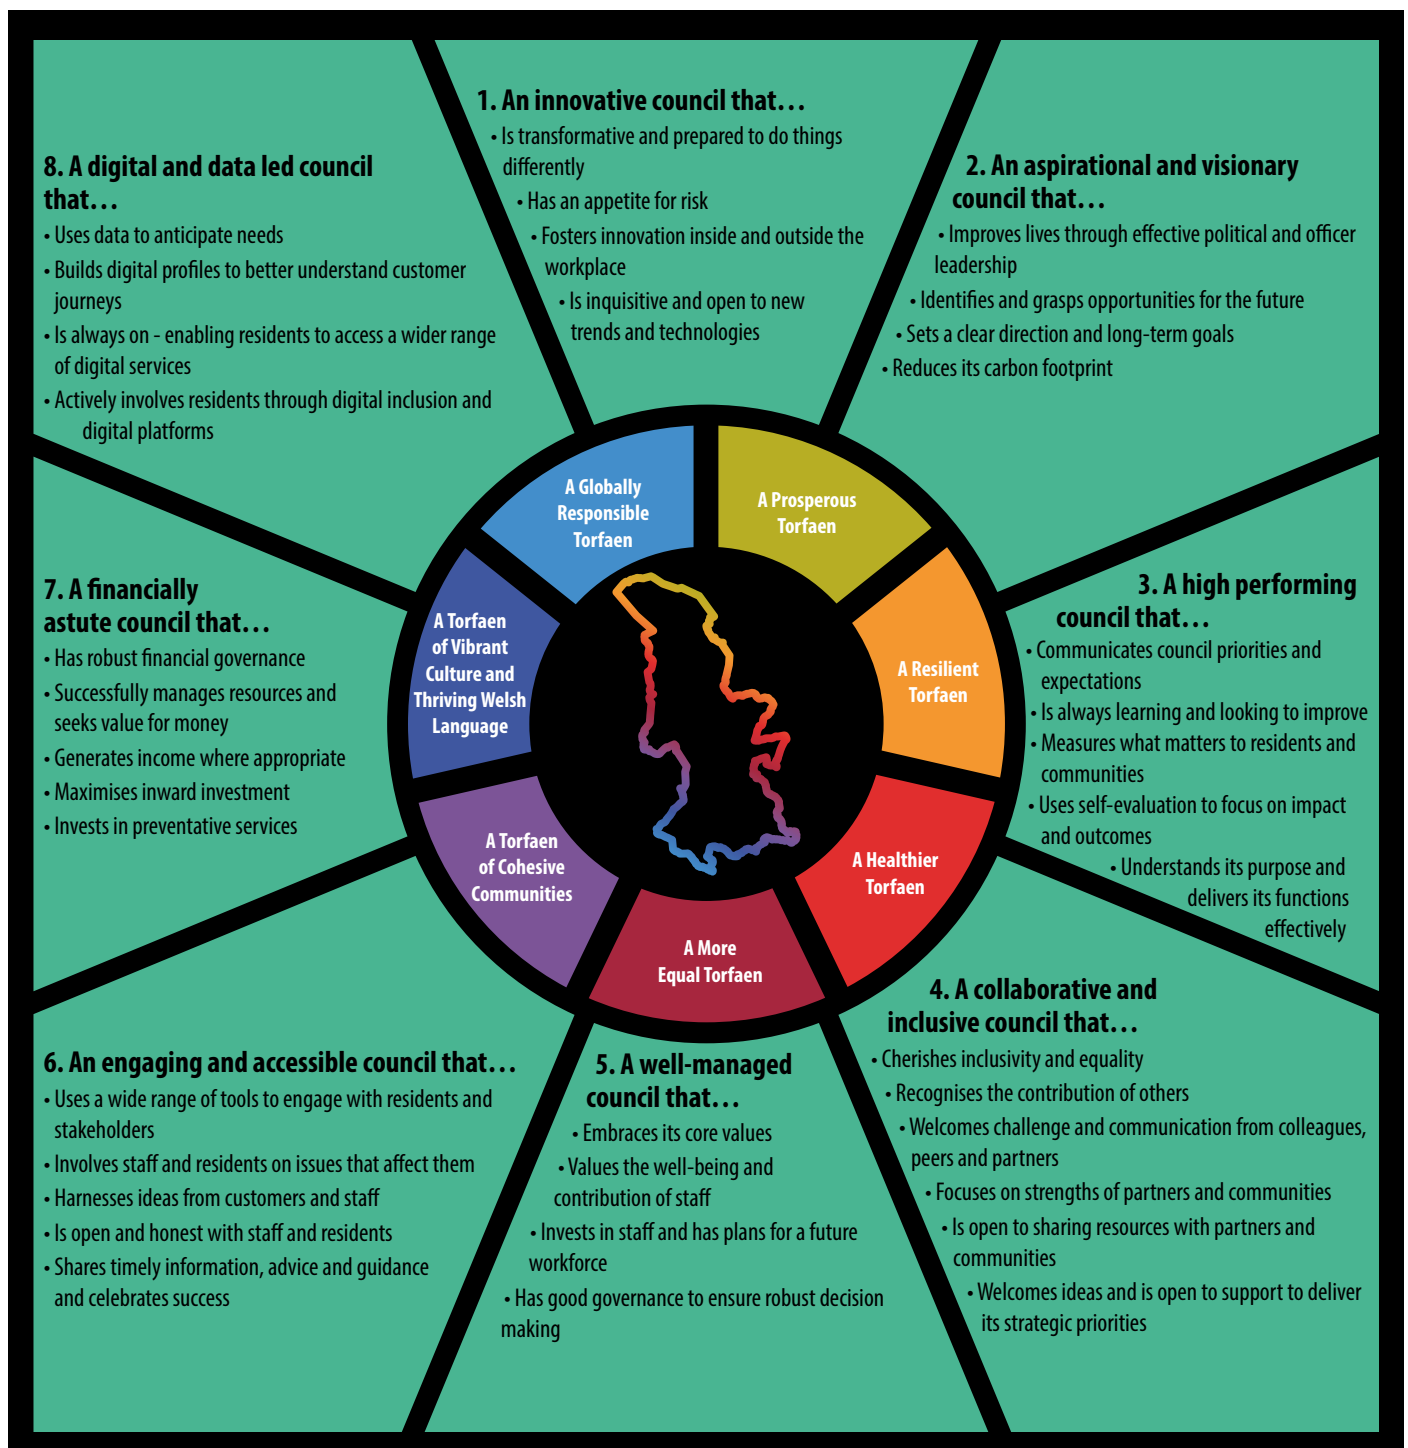 1. An innovative council that…
• Is transformative and prepared to do things
differently
• Has an appetite for risk
• Fosters innovation inside and outside the
workplace
• Is inquisitive and open to new
trends and technologies
2. An aspirational and visionary
council that…
• Improves lives through effective political and officer
leadership
• Identifies and grasps opportunities for the future
• Sets a clear direction and long-term goals
• Reduces its carbon footprint
3. A high performing
council that…
• Communicates council priorities and
expectations
• Is always learning and looking to improve
• Measures what matters to residents and
communities
• Uses self-evaluation to focus on impact
and outcomes
• Understands its purpose and
delivers its functions
effectively
4. A collaborative and
inclusive council that…
• Cherishes inclusivity and equality
• Recognises the contribution of others
• Welcomes challenge and communication from colleagues,
peers and partners
• Focuses on strengths of partners and communities
• Is open to sharing resources with partners and
communities
• Welcomes ideas and is open to support to deliver
its strategic priorities
5. A well-managed
council that…
• Embraces its core values
• Values the well-being and
contribution of staff
• Invests in staff and has plans for a future
workforce
• Has good governance to ensure robust decision
making
6. An engaging and accessible council that…
• Uses a wide range of tools to engage with residents and
stakeholders
• Involves staff and residents on issues that affect them
• Harnesses ideas from customers and staff
• Is open and honest with staff and residents
• Shares timely information, advice and guidance
and celebrates success
7. A financially
astute council that…
• Has robust financial governance
• Successfully manages resources and
seeks value for money
• Generates income where appropriate
• Maximises inward investment
• Invests in preventative services
8. A digital and data led council
that…
• Uses data to anticipate needs
• Builds digital profiles to better understand customer
journeys
• Is always on - enabling residents to access a wider range
of digital services
• Actively involves residents through digital inclusion and
digital platforms
A Prosperous
Torfaen
A Resilient
Torfaen
A Healthier
Torfaen
A More
Equal Torfaen
A Torfaen
of Cohesive
Communities
A Torfaen
of Vibrant
Culture and
Thriving Welsh
Language
A Globally
Responsible
Torfaen